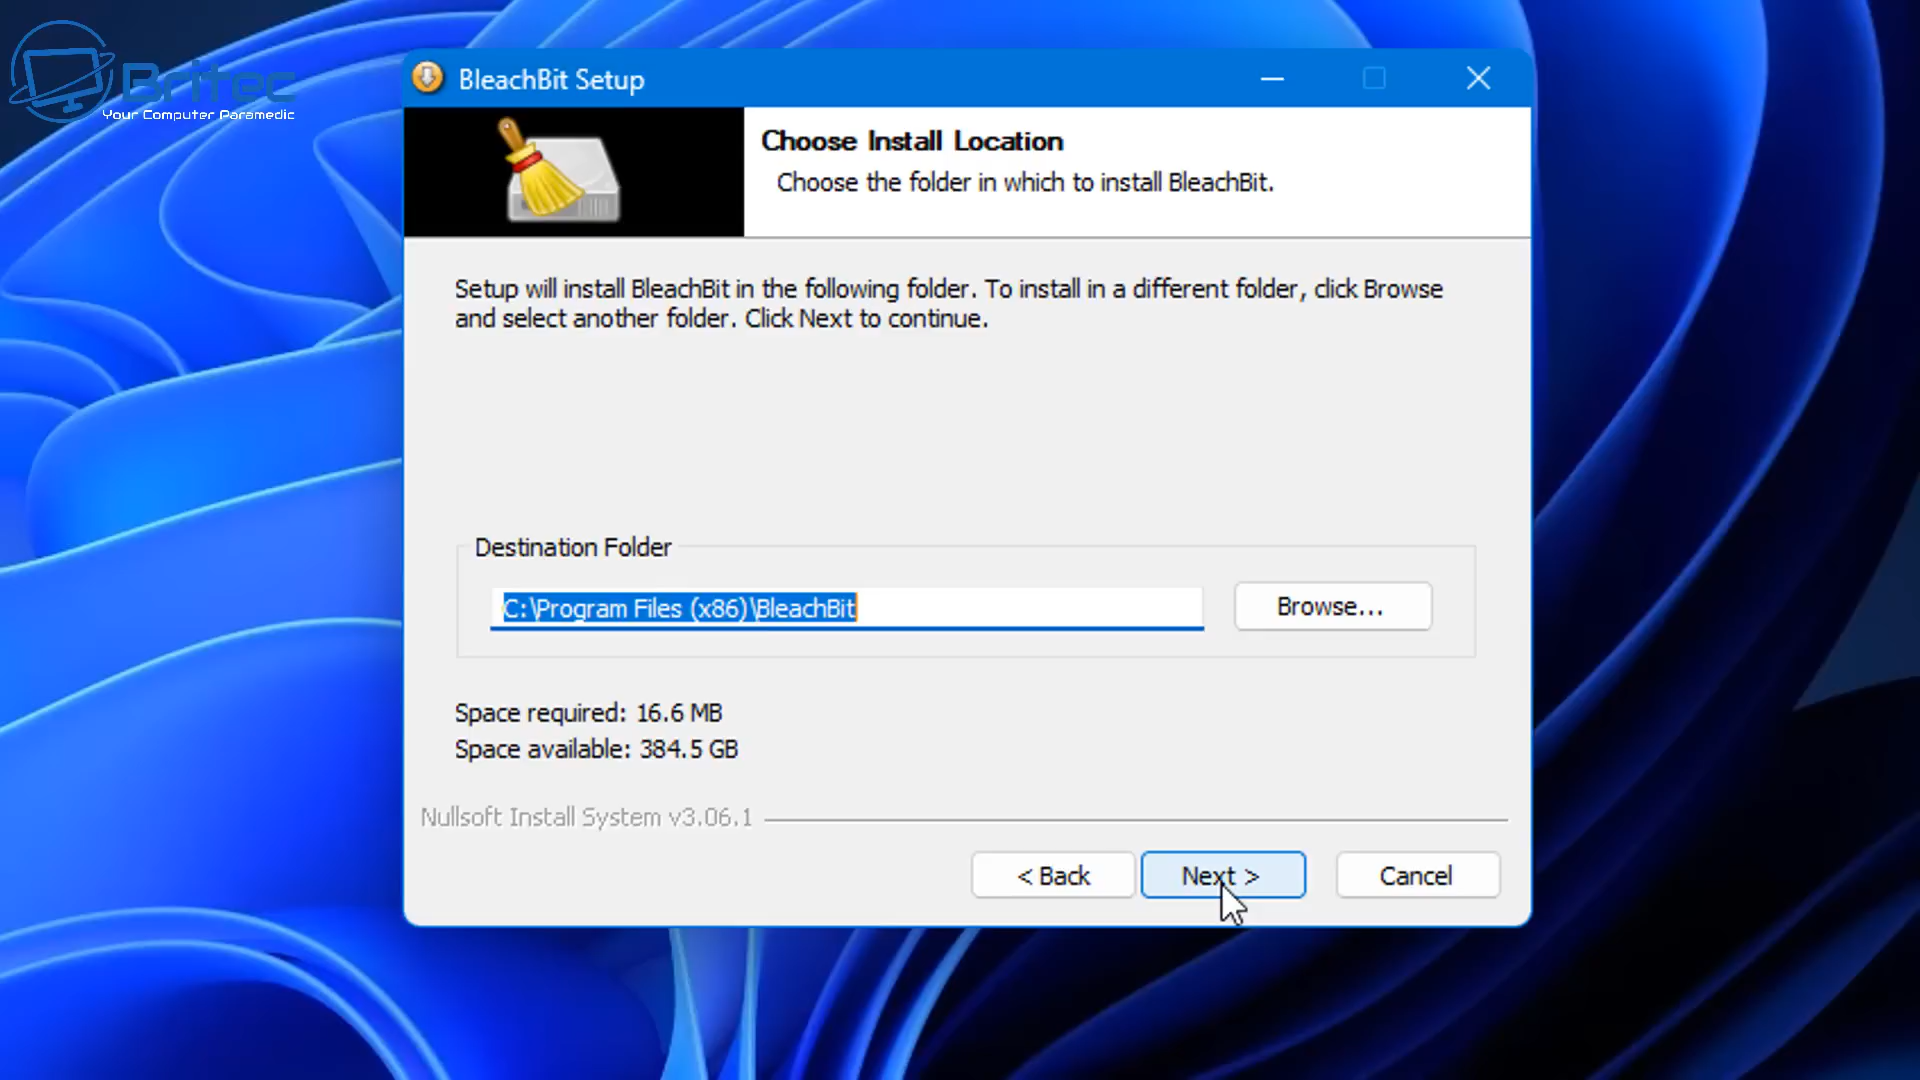 Britec
Your Computer Paramedic
BleachBit Setup
Choose Install Location
Choose the folder in which to install BleachBit.
Setup will install BleachBit in the following folder. To install in a different folder, click Browse
and select another folder. Click Next to continue.
Destination Folder
C:\Program Files (x86)\BleachBit
Browse...
Space required: 16.6 MB
Space available: 384.5 GB
Nullsoft Install System v3.06.1
< Back
Next >
Cancel